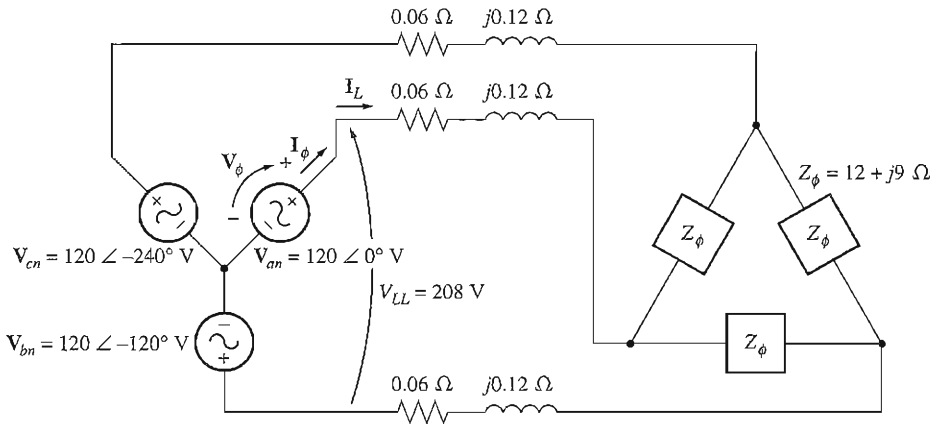 0.06 Ω j0.12 Ω
I_L 0.06 Ω j0.12 Ω
V_ϕ + I_ϕ
−
Z_ϕ = 12 + j9 Ω
Z_ϕ Z_ϕ
V_cn = 120 ∠ −240° V V_an = 120 ∠ 0° V
V_LL = 208 V
V_bn = 120 ∠ −120° V
−
+
Z_ϕ
0.06 Ω j0.12 Ω